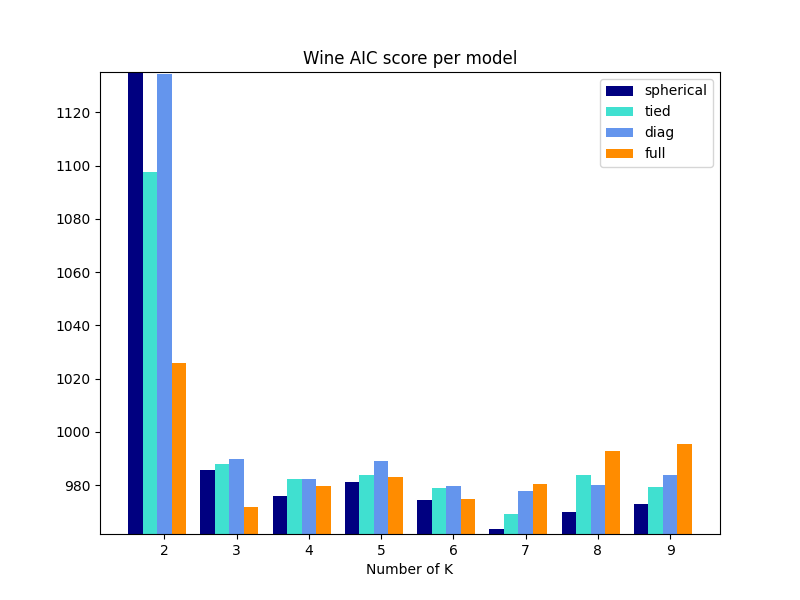 Wine AIC score per model
spherical
tied
diag
full
1120
1100
1080
1060
1040
1020
1000
980
2 3 4 5 6 7 8 9
Number of K